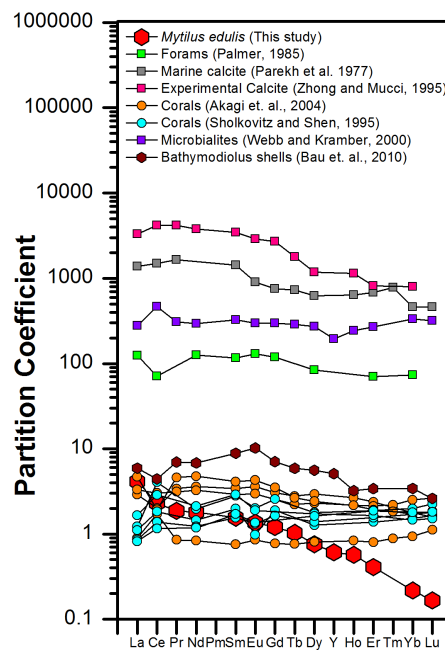 1000000
100000
10000
1000
100
10
1
0.1
Partition Coefficient
Mytilus edulis (This study)
Forams (Palmer, 1985)
Marine calcite (Parekh et al. 1977)
Experimental Calcite (Zhong and Mucci, 1995)
Corals (Akagi et. al., 2004)
Corals (Sholkovitz and Shen, 1995)
Microbialites (Webb and Kramber, 2000)
Bathymodiolus shells (Bau et. al., 2010)
La Ce Pr Nd Pm Sm Eu Gd Tb Dy Y Ho Er Tm Yb Lu